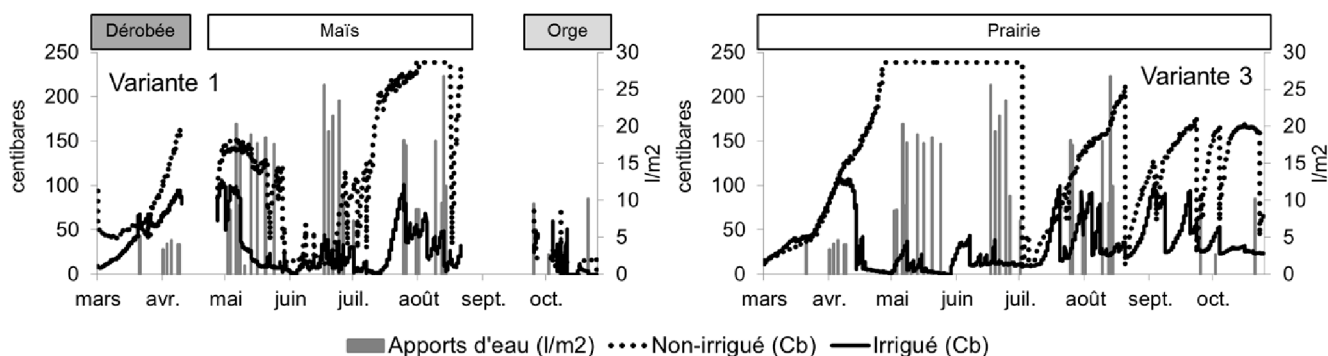 Dérobée
Maïs
Orge
Prairie
Variante 1
Variante 3
centibares
250
200
150
100
50
0
30
25
20
15
10
5
0
l/m2
mars avr. mai juin juil. août sept. oct.
centibares
250
200
150
100
50
0
30
25
20
15
10
5
0
l/m2
mars avr. mai juin juil. août sept. oct.
Apports d'eau (l/m2) Non-irrigué (Cb) Irrigué (Cb)